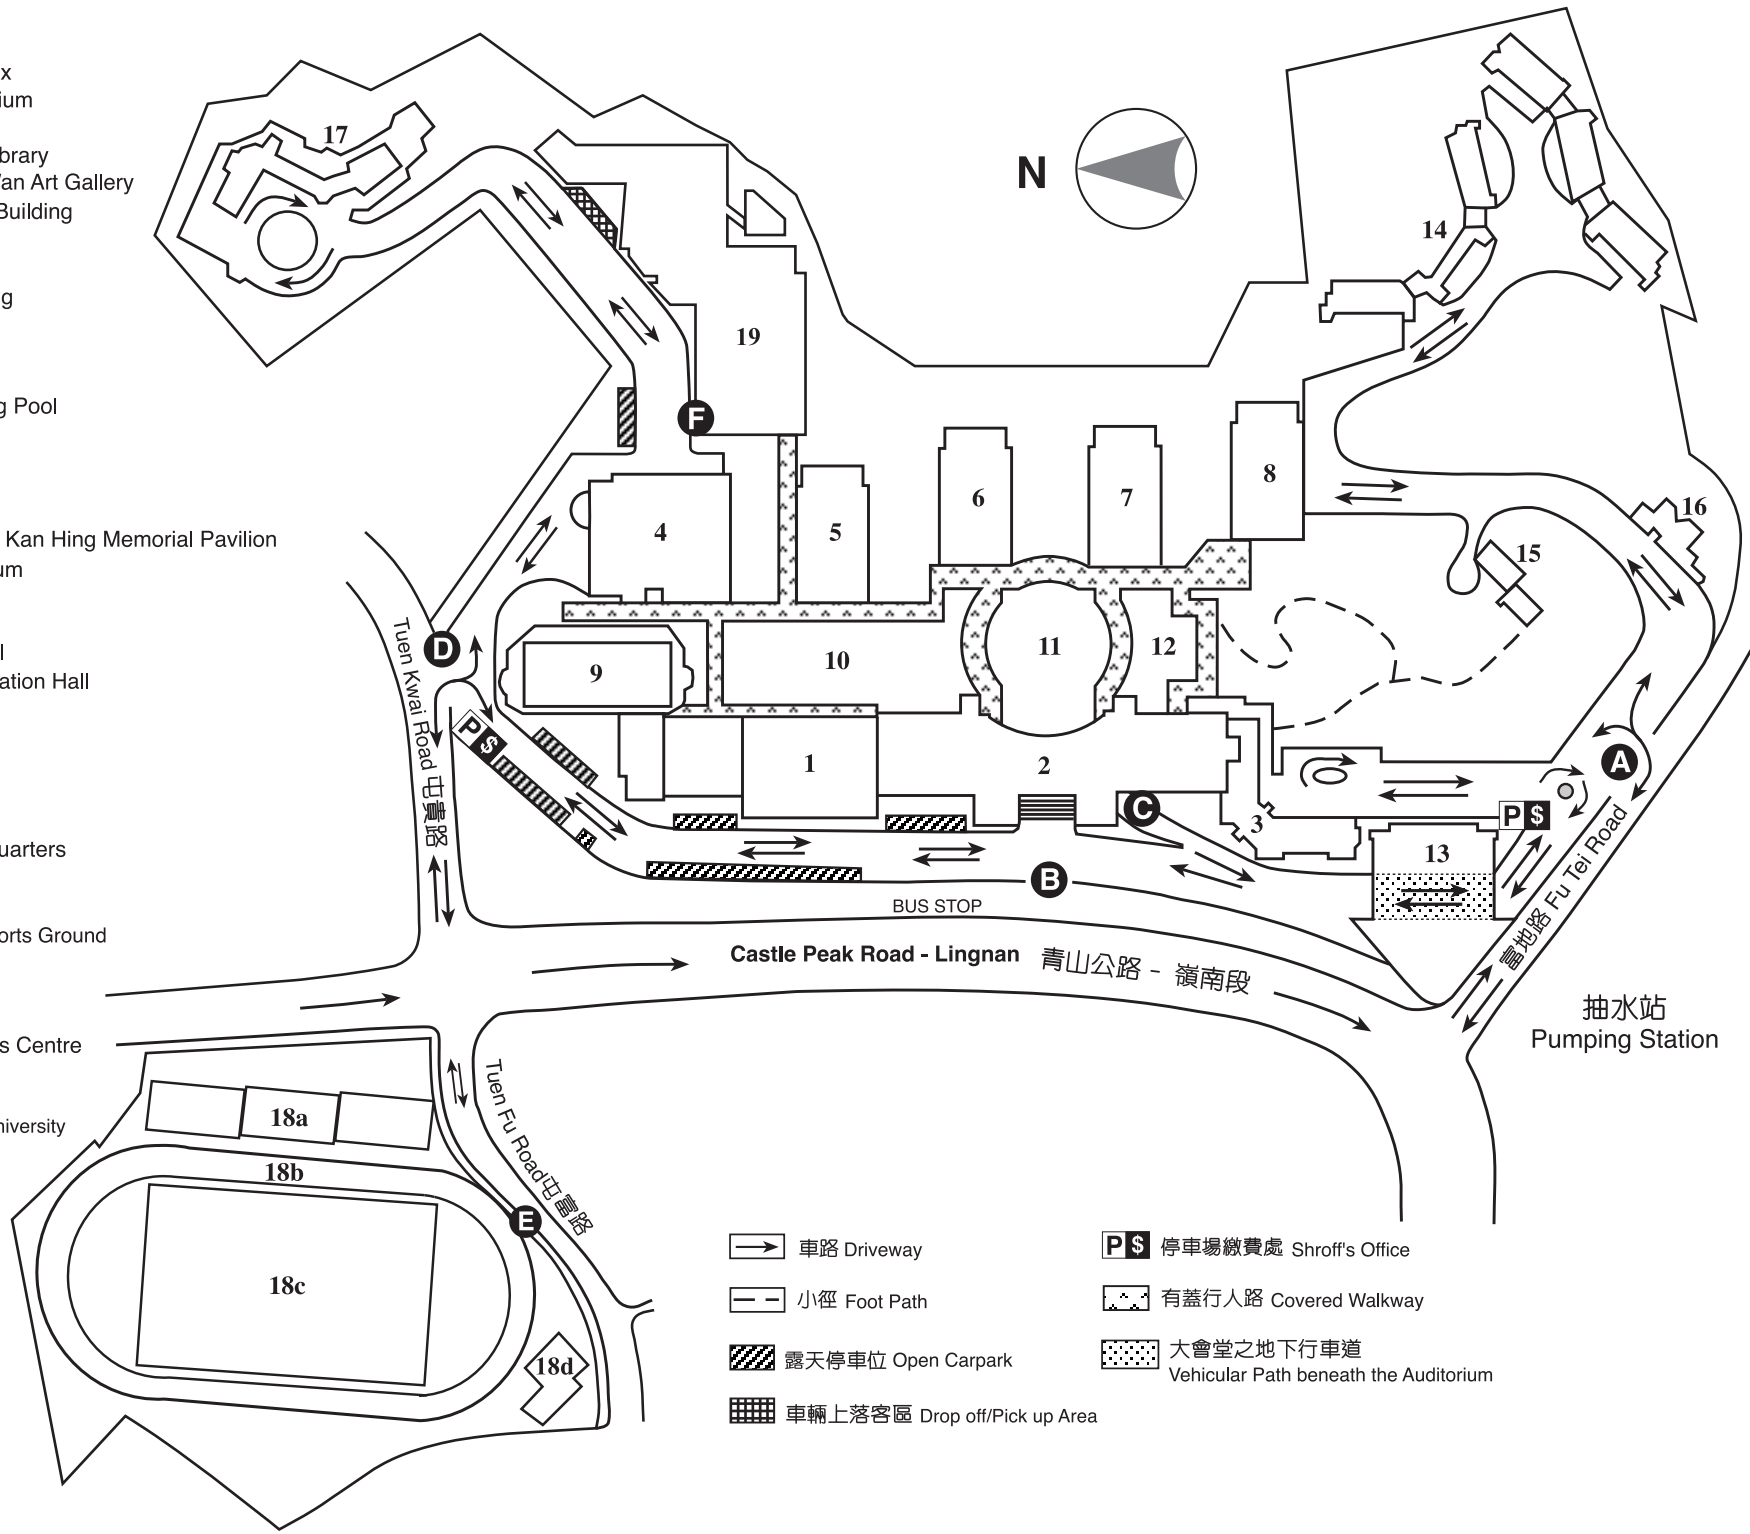 x
ium
brary
Van Art Gallery
Building
g
g Pool
Kan Hing Memorial Pavilion
um
l
ation Hall
uarters
orts Ground
s Centre
niversity
17
N
14
19
F
8
6
7
16
4
5
15
D
9
10
11
12
Tuen Kwai Road 屯貴路
P $
1
2
A
C
3
P $
13
B
BUS STOP
富地路 Fu Tei Road
Castle Peak Road - Lingnan 青山公路 - 嶺南段
抽水站
Pumping Station
Tuen Fu Road 屯富路
18a
18b
E
18c
18d
車路 Driveway
小徑 Foot Path
露天停車位 Open Carpark
車輛上落客區 Drop off/Pick up Area
P $ 停車場繳費處 Shroff's Office
有蓋行人路 Covered Walkway
大會堂之地下行車道
Vehicular Path beneath the Auditorium